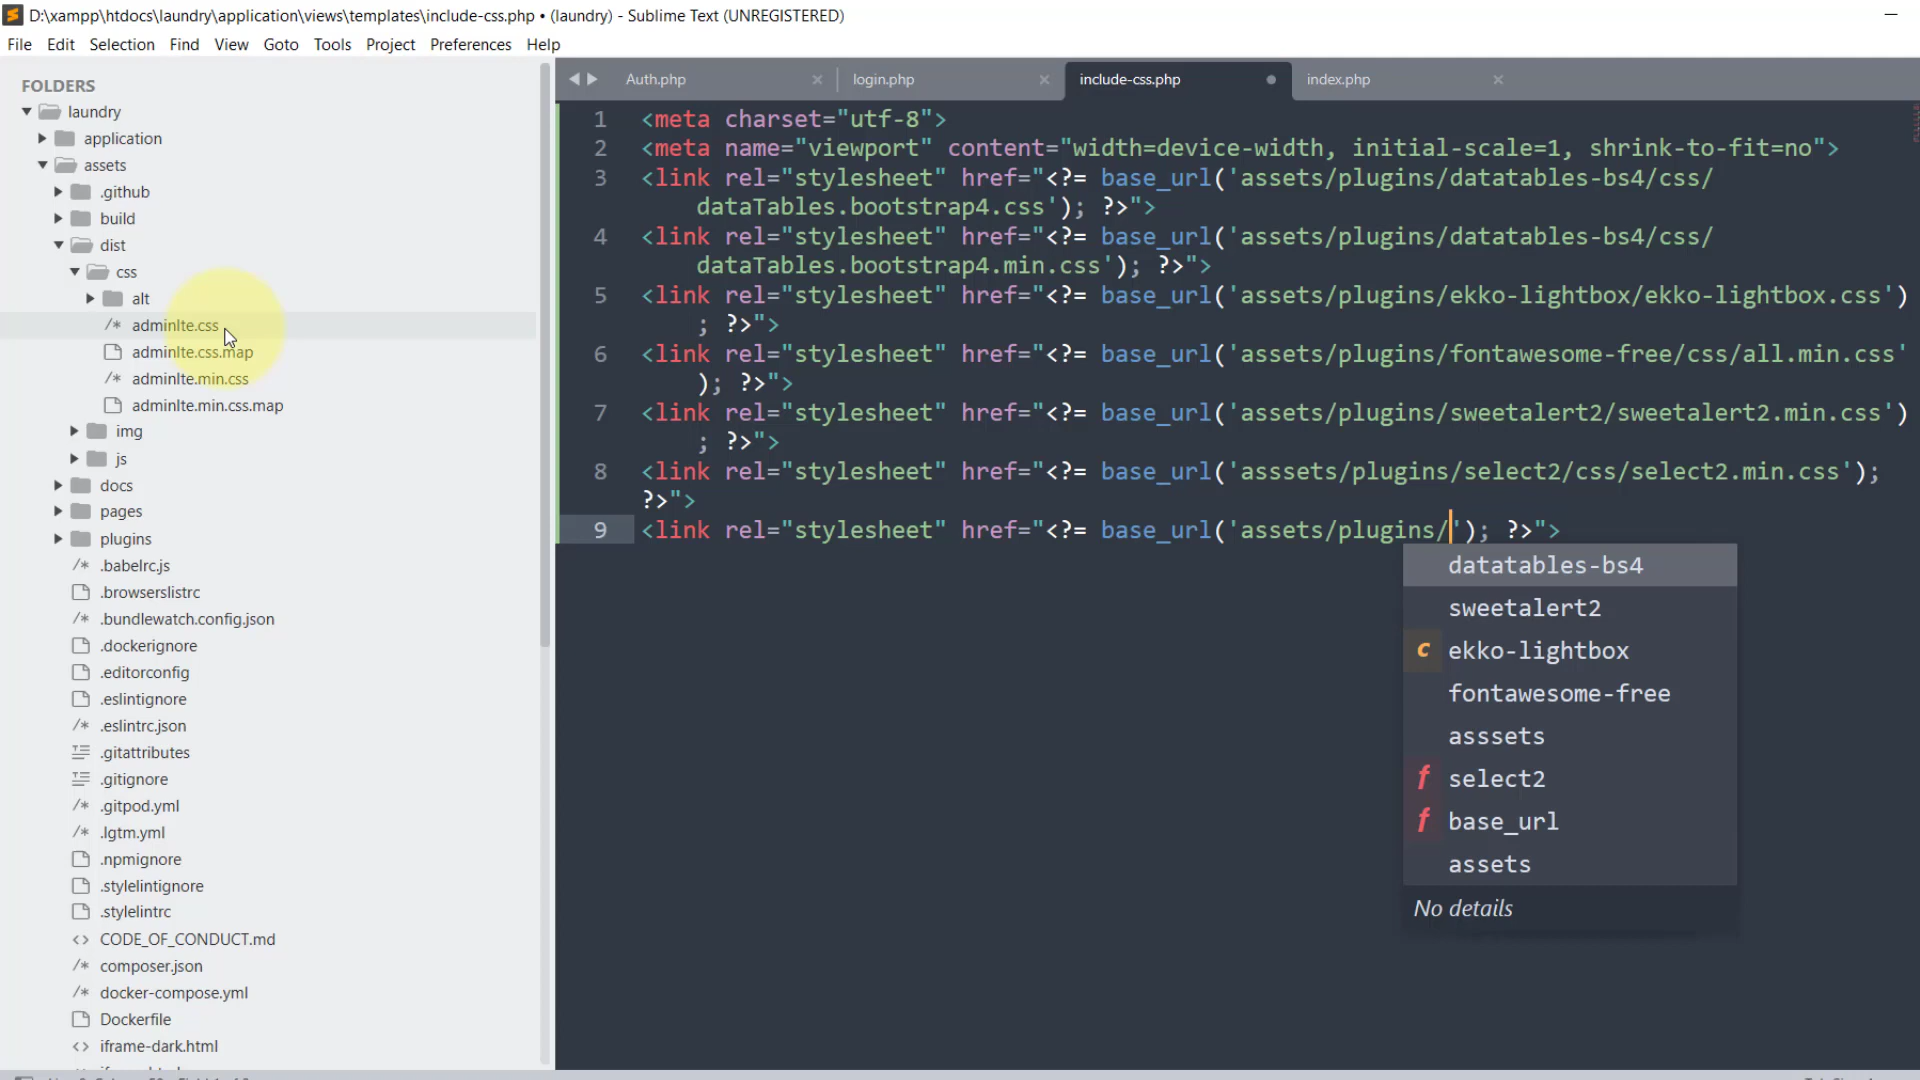 D:\xampp\htdocs\laundry\application\views\templates\include-css.php • (laundry) - Sublime Text (UNREGISTERED)
File Edit Selection Find View Goto Tools Project Preferences Help
FOLDERS
laundry
application
assets
.github
build
dist
css
alt
adminlte.css
adminlte.css.map
adminlte.min.css
adminlte.min.css.map
img
js
docs
pages
plugins
.babelrc.js
.browserslistrc
.bundlewatch.config.json
.dockerignore
.editorconfig
.eslintignore
.eslintrc.json
.gitattributes
.gitignore
.gitpod.yml
.lgtm.yml
.npmignore
.stylelintignore
.stylelintrc
CODE_OF_CONDUCT.md
composer.json
docker-compose.yml
Dockerfile
iframe-dark.html
Auth.php login.php include-css.php index.php
1 <meta charset="utf-8">
2 <meta name="viewport" content="width=device-width, initial-scale=1, shrink-to-fit=no">
3 <link rel="stylesheet" href="<?= base_url('assets/plugins/datatables-bs4/css/
dataTables.bootstrap4.css'); ?>">
4 <link rel="stylesheet" href="<?= base_url('assets/plugins/datatables-bs4/css/
dataTables.bootstrap4.min.css'); ?>">
5 <link rel="stylesheet" href="<?= base_url('assets/plugins/ekko-lightbox/ekko-lightbox.css')
; ?>">
6 <link rel="stylesheet" href="<?= base_url('assets/plugins/fontawesome-free/css/all.min.css'
); ?>">
7 <link rel="stylesheet" href="<?= base_url('assets/plugins/sweetalert2/sweetalert2.min.css')
; ?>">
8 <link rel="stylesheet" href="<?= base_url('asssets/plugins/select2/css/select2.min.css');
?>">
9 <link rel="stylesheet" href="<?= base_url('assets/plugins/'); ?>">
datatables-bs4
sweetalert2
c ekko-lightbox
fontawesome-free
asssets
f select2
f base_url
assets
No details